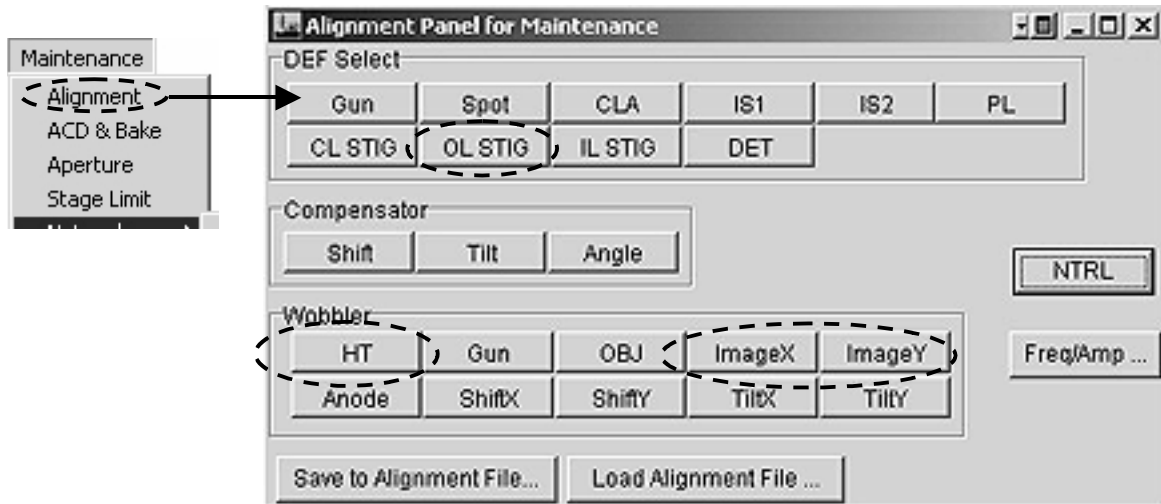 Maintenance
Alignment
ACD & Bake
Aperture
Stage Limit
Alignment Panel for Maintenance
DEF Select
Gun Spot CLA IS1 IS2 PL
CL STIG OL STIG IL STIG DET
Compensator
Shift Tilt Angle
NTRL
Wobbler
HT Gun OBJ ImageX ImageY
Freq/Amp ...
Anode ShiftX ShiftY TiltX TiltY
Save to Alignment File... Load Alignment File ...